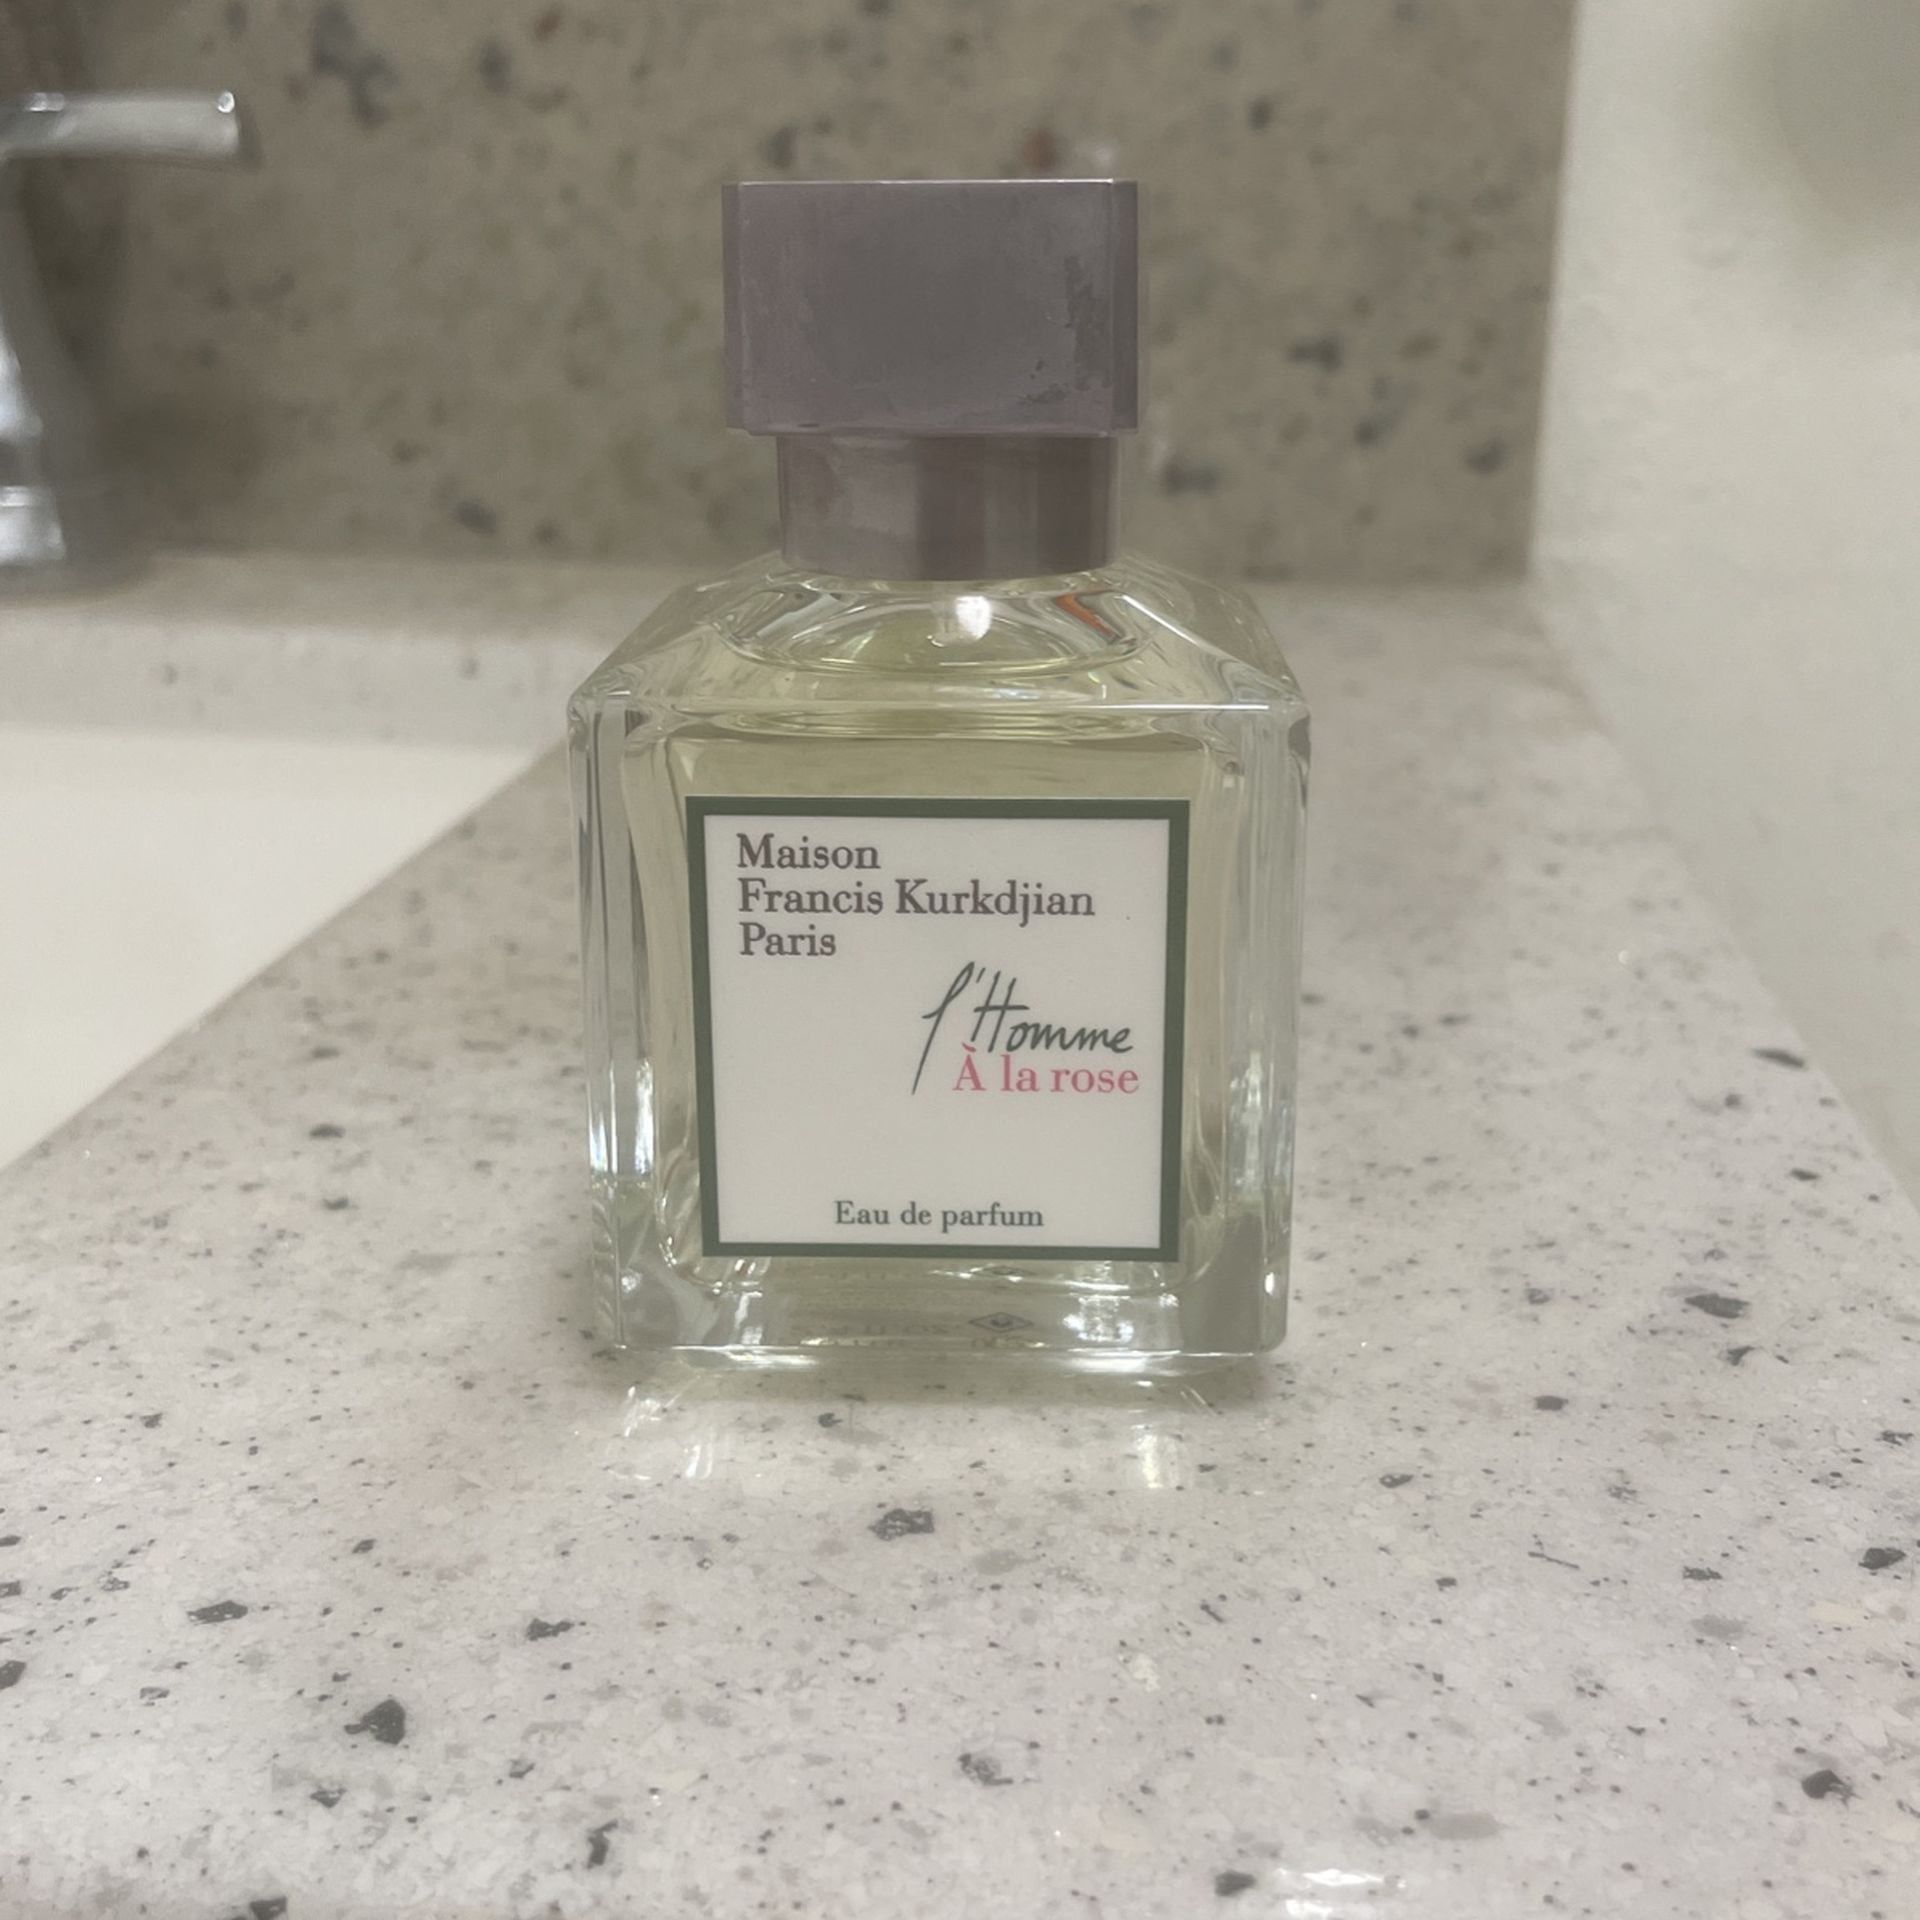 Maison
Francis Kurkdjian
Paris
l'Homme
À la rose
Eau de parfum